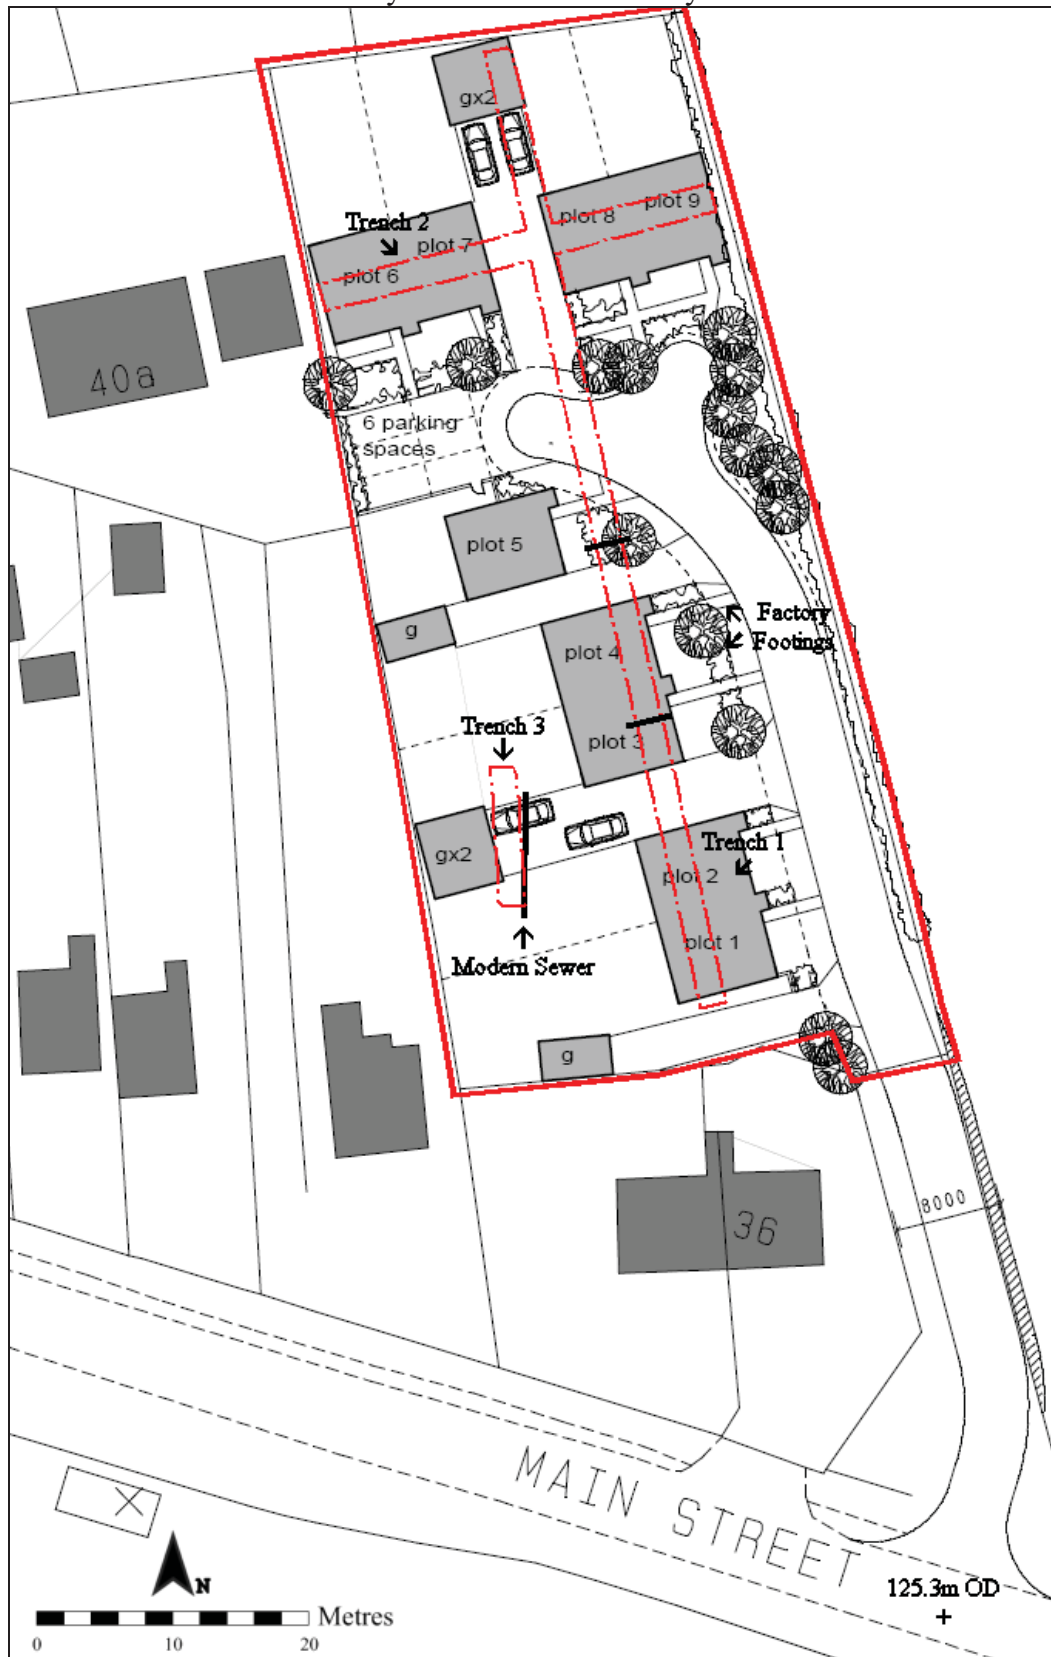 gx2
plot 8
plot 9
Trench 2
plot 7
plot 6
40a
6 parking
spaces
plot 5
g
Factory
Footings
plot 4
Trench 3
plot 3
gx2
Trench 1
plot 2
plot 1
Modern Sewer
g
8000
36
MAIN STREET
125.3m OD
N
Metres
0 10 20